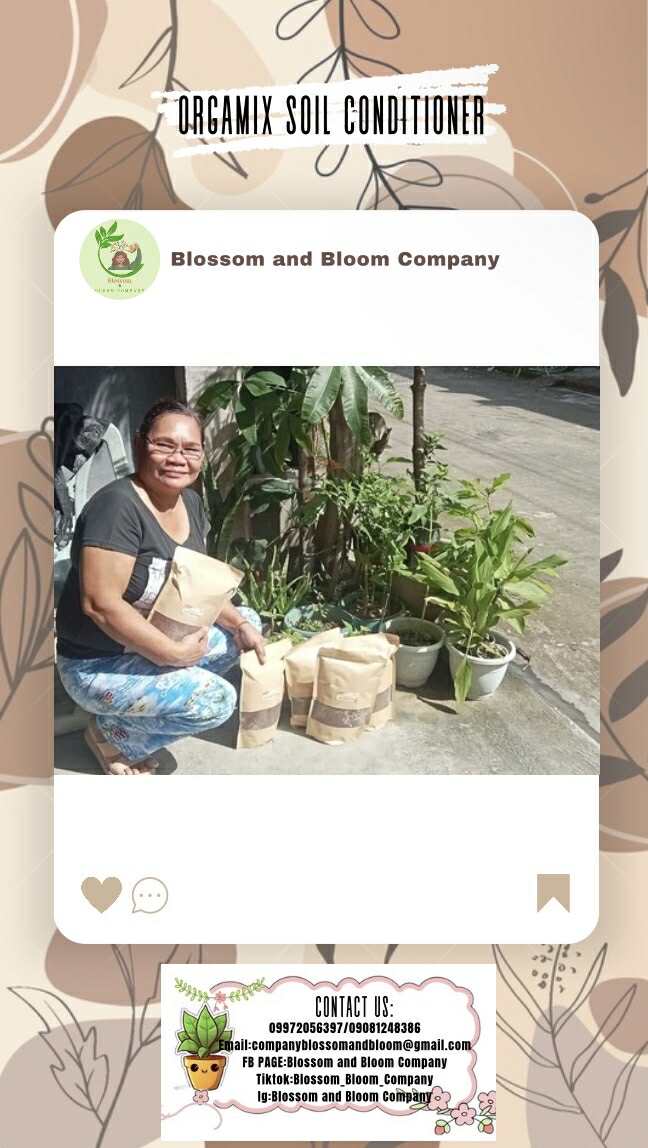 ORGAMIX SOIL CONDITIONER
Blossom and Bloom Company
Blossom
CONTACT US:
09972056397/09081248386
Email:companyblossomandbloom@gmail.com
FB PAGE:Blossom and Bloom Company
Tiktok:Blossom_Bloom_Company
Ig:Blossom and Bloom Company